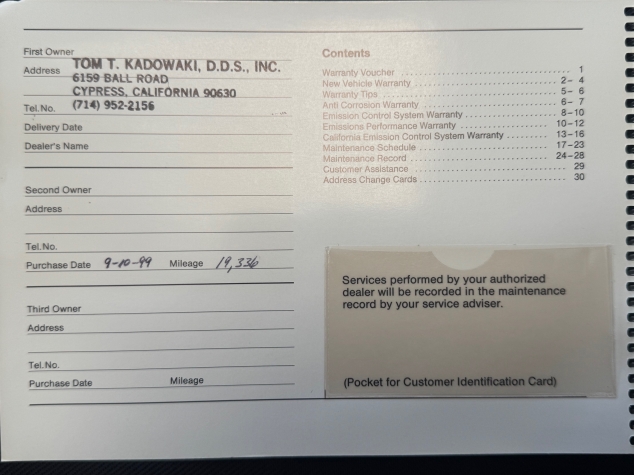 First Owner
Address TOM T. KADOWAKI, D.D.S., INC.
6159 BALL ROAD
CYPRESS, CALIFORNIA 90630
Tel.No. (714) 952-2156
Delivery Date
Dealer's Name
Second Owner
Address
Tel.No.
Purchase Date 9-10-99 Mileage 19,336
Third Owner
Address
Tel.No.
Purchase Date Mileage
Contents
Warranty Voucher 1
New Vehicle Warranty 2-4
Warranty Tips 5-6
Anti Corrosion Warranty 6-7
Emission Control System Warranty 8-10
Emissions Performance Warranty 10-12
California Emission Control System Warranty 13-16
Maintenance Schedule 17-23
Maintenance Record 24-28
Customer Assistance 29
Address Change Cards 30
Services performed by your authorized
dealer will be recorded in the maintenance
record by your service adviser.
(Pocket for Customer Identification Card)